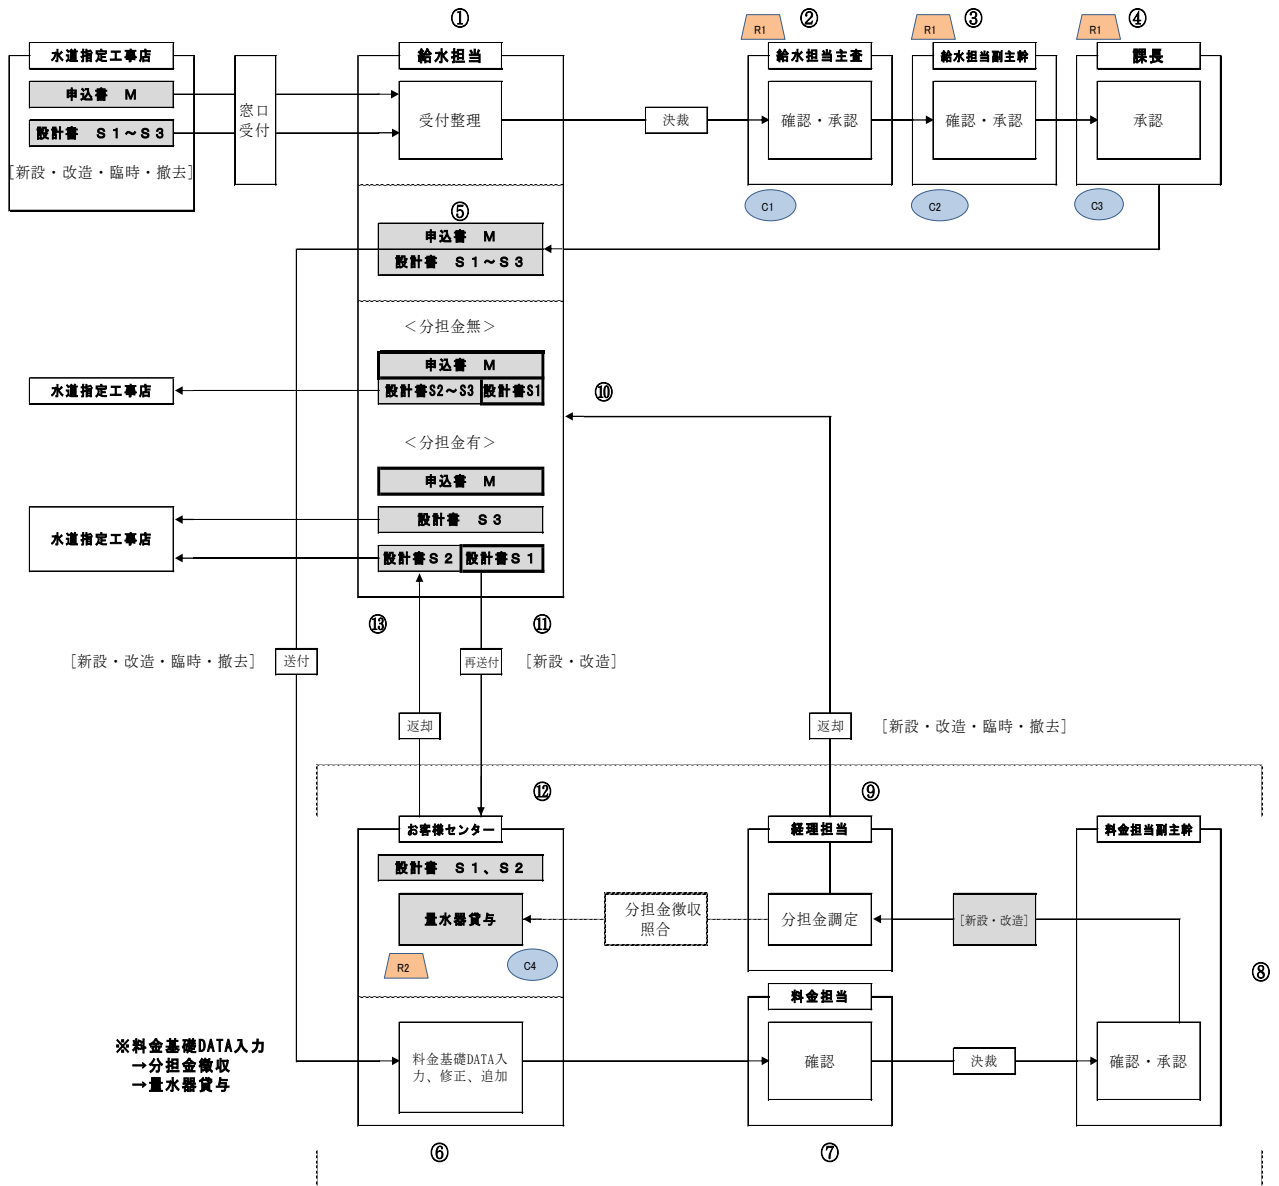 ①
R1
②
R1
③
R1
④
水道指定工事店
給水担当
給水担当主査
給水担当副主幹
課長
申込書　Ｍ
設計書　Ｓ１～Ｓ３
[新設・改造・臨時・撤去]
窓口
受付
受付整理
決裁
確認・承認
確認・承認
承認
C1
C2
C3
⑤
申込書　Ｍ
設計書　Ｓ１～Ｓ３
＜分担金無＞
申込書　Ｍ
水道指定工事店
設計書S2～S3
設計書S1
⑩
＜分担金有＞
申込書　Ｍ
設計書　Ｓ３
水道指定工事店
設計書Ｓ２
設計書Ｓ１
⑬
⑪
[新設・改造・臨時・撤去]
送付
再送付
[新設・改造]
返却
返却
[新設・改造・臨時・撤去]
⑫
⑨
お客様センター
経理担当
料金担当副主幹
設計書　Ｓ１、Ｓ２
量水器貸与
分担金徴収
照合
分担金調定
[新設・改造]
R2
C4
⑧
料金担当
※料金基礎DATA入力
→分担金徴収
→量水器貸与
料金基礎DATA入
力、修正、追加
確認
決裁
確認・承認
⑥
⑦